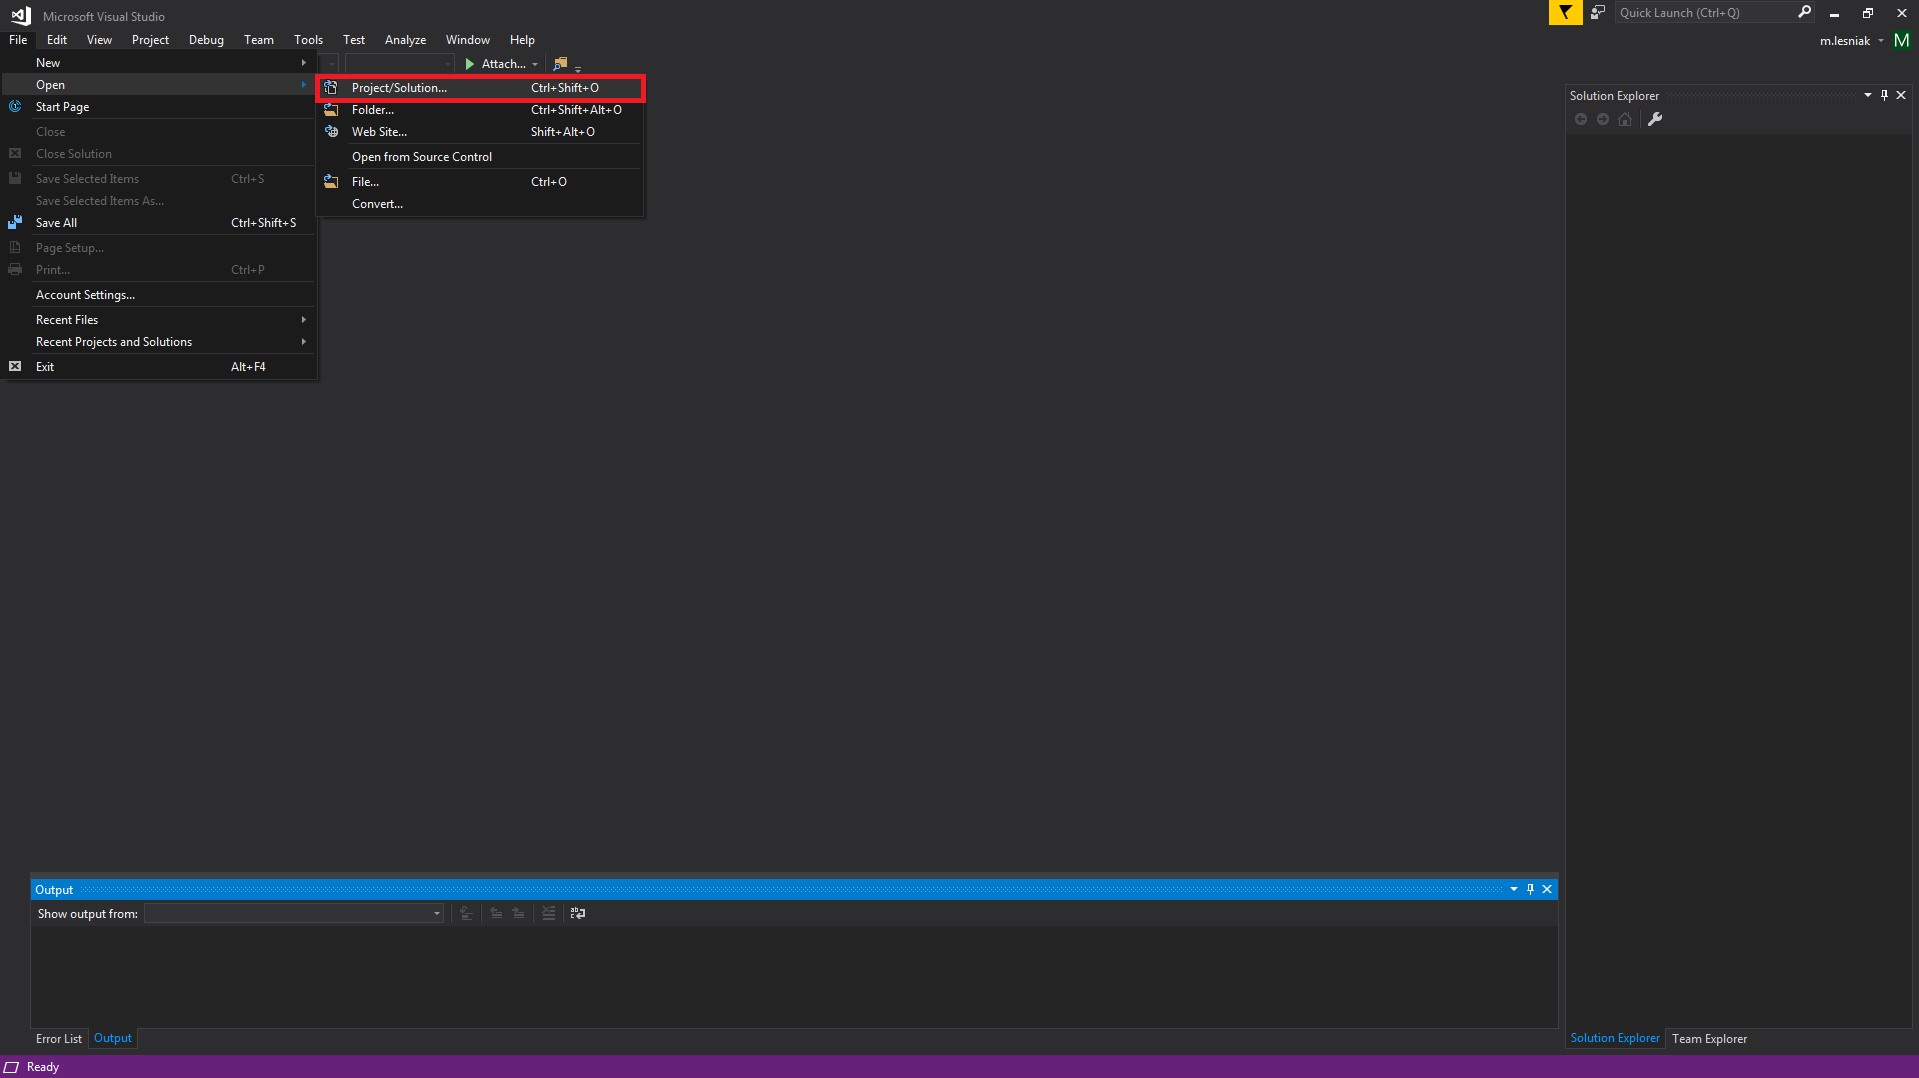 Microsoft Visual Studio
Quick Launch (Ctrl+Q)
File Edit View Project Debug Team Tools Test Analyze Window Help
m.lesniak M
New
Attach...
Open
Project/Solution... Ctrl+Shift+O
Start Page
Folder... Ctrl+Shift+Alt+O
Close
Web Site... Shift+Alt+O
Close Solution
Open from Source Control
Save Selected Items Ctrl+S
File... Ctrl+O
Save Selected Items As...
Convert...
Save All Ctrl+Shift+S
Page Setup...
Print... Ctrl+P
Account Settings...
Recent Files
Recent Projects and Solutions
Exit Alt+F4
Solution Explorer
Output
Show output from:
Error List Output
Solution Explorer Team Explorer
Ready